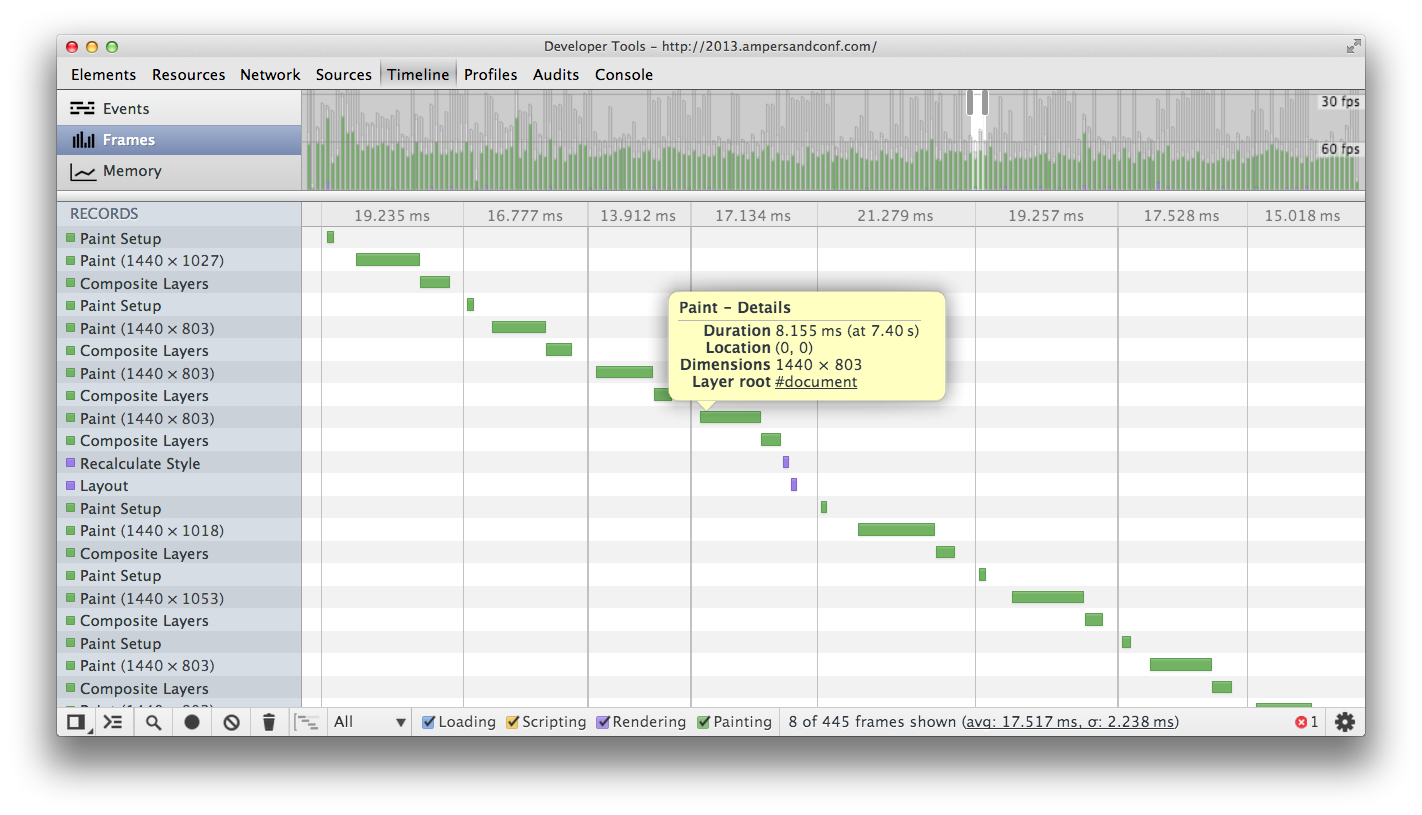 Developer Tools - http://2013.ampersandconf.com/
Elements Resources Network Sources Timeline Profiles Audits Console
Events
Frames
Memory
30 fps
60 fps
RECORDS
19.235 ms 16.777 ms 13.912 ms 17.134 ms 21.279 ms 19.257 ms 17.528 ms 15.018 ms
Paint Setup
Paint (1440 × 1027)
Composite Layers
Paint Setup
Paint (1440 × 803)
Composite Layers
Paint (1440 × 803)
Composite Layers
Paint (1440 × 803)
Composite Layers
Recalculate Style
Layout
Paint Setup
Paint (1440 × 1018)
Composite Layers
Paint Setup
Paint (1440 × 1053)
Composite Layers
Paint Setup
Paint (1440 × 803)
Composite Layers
Paint - Details
Duration 8.155 ms (at 7.40 s)
Location (0, 0)
Dimensions 1440 × 803
Layer root #document
All Loading Scripting Rendering Painting 8 of 445 frames shown (avg: 17.517 ms, σ: 2.238 ms) 1